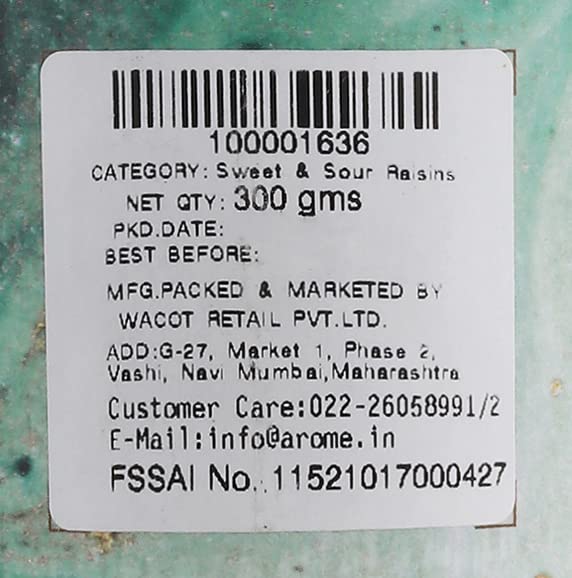 100001636
CATEGORY: Sweet & Sour Raisins
NET QTY: 300 gms
PKD.DATE:
BEST BEFORE:
MFG.PACKED & MARKETED BY
WACOT RETAIL PVT.LTD.
ADD:G-27, Market 1, Phase 2,
Vashi, Navi Mumbai,Maharashtra
Customer Care:022-26058991/2
E-Mail:info@arome.in
FSSAI No. 11521017000427